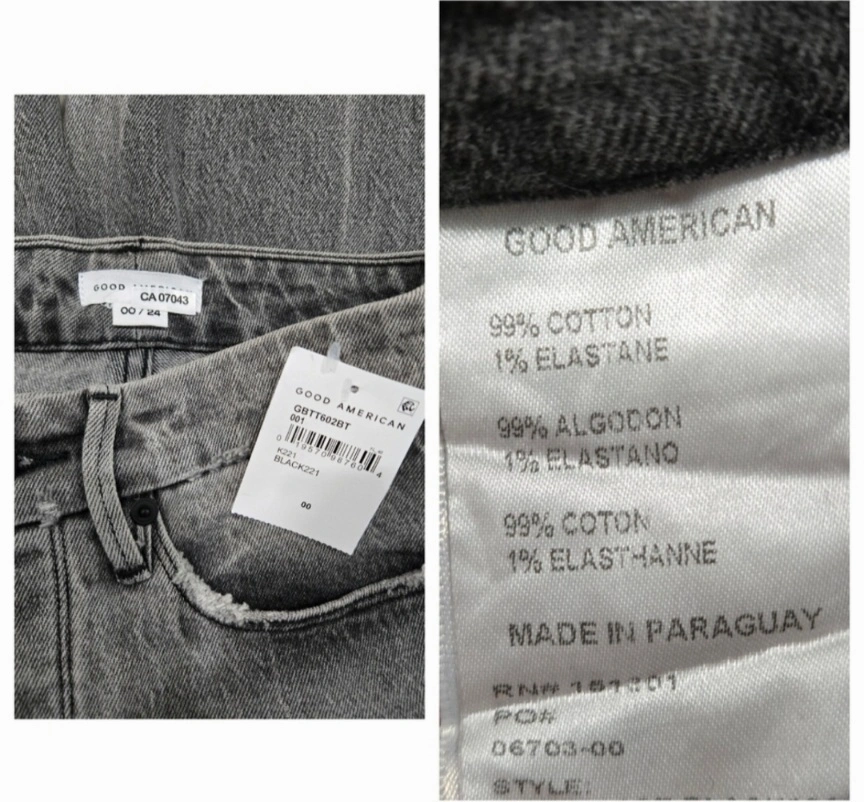 GOOD AMERICAN
CA 07043
00 / 24
GOOD AMERICAN
GBTT602BT
001
K221
BLACK221
00
GOOD AMERICAN
99% COTTON
1% ELASTANE
99% ALGODON
1% ELASTANO
99% COTON
1% ELASTHANNE
MADE IN PARAGUAY
RN#
PO#
06703-00
STYLE: